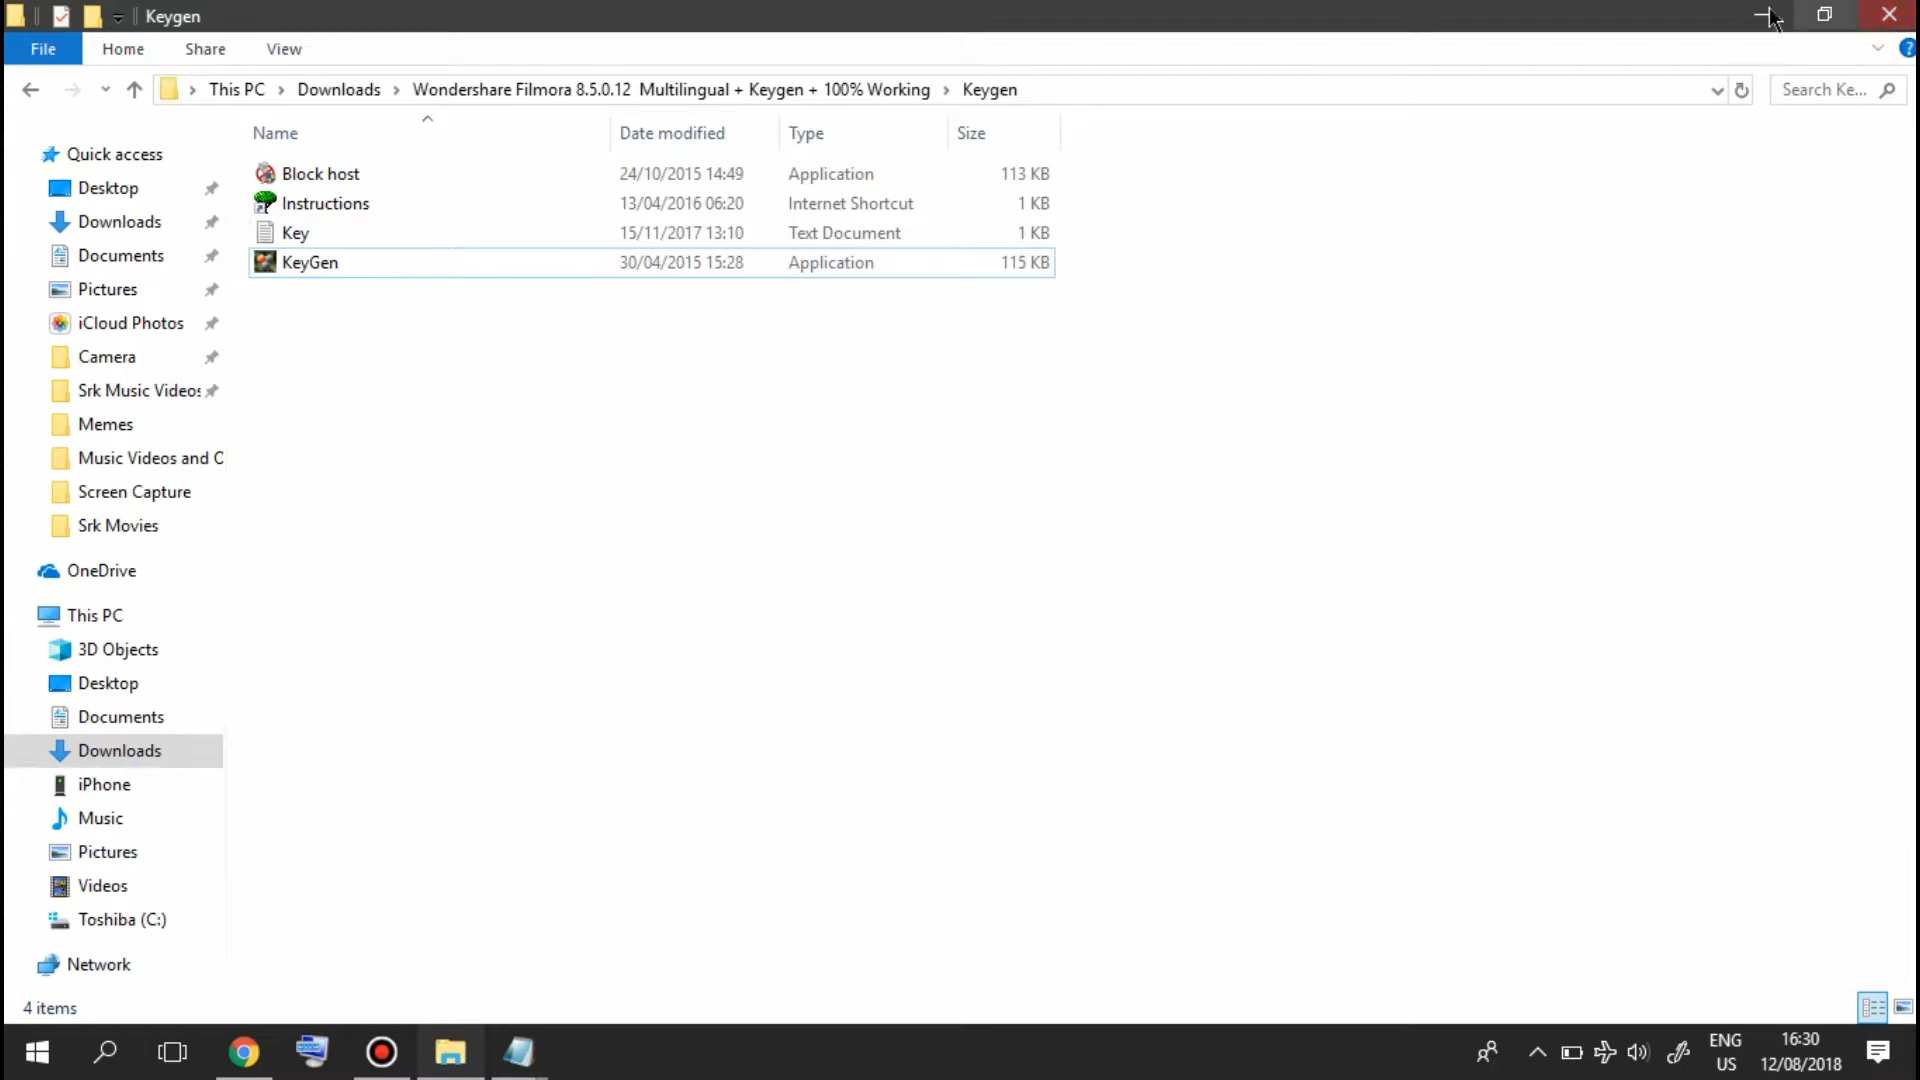 Keygen
File Home Share View
This PC Downloads Wondershare Filmora 8.5.0.12 Multilingual + Keygen + 100% Working Keygen Search Ke...
Name Date modified Type Size
Block host 24/10/2015 14:49 Application 113 KB
Instructions 13/04/2016 06:20 Internet Shortcut 1 KB
Key 15/11/2017 13:10 Text Document 1 KB
KeyGen 30/04/2015 15:28 Application 115 KB
Quick access
Desktop
Downloads
Documents
Pictures
iCloud Photos
Camera
Srk Music Videos
Memes
Music Videos and C
Screen Capture
Srk Movies
OneDrive
This PC
3D Objects
Desktop
Documents
Downloads
iPhone
Music
Pictures
Videos
Toshiba (C:)
Network
4 items
ENG 16:30
US 12/08/2018